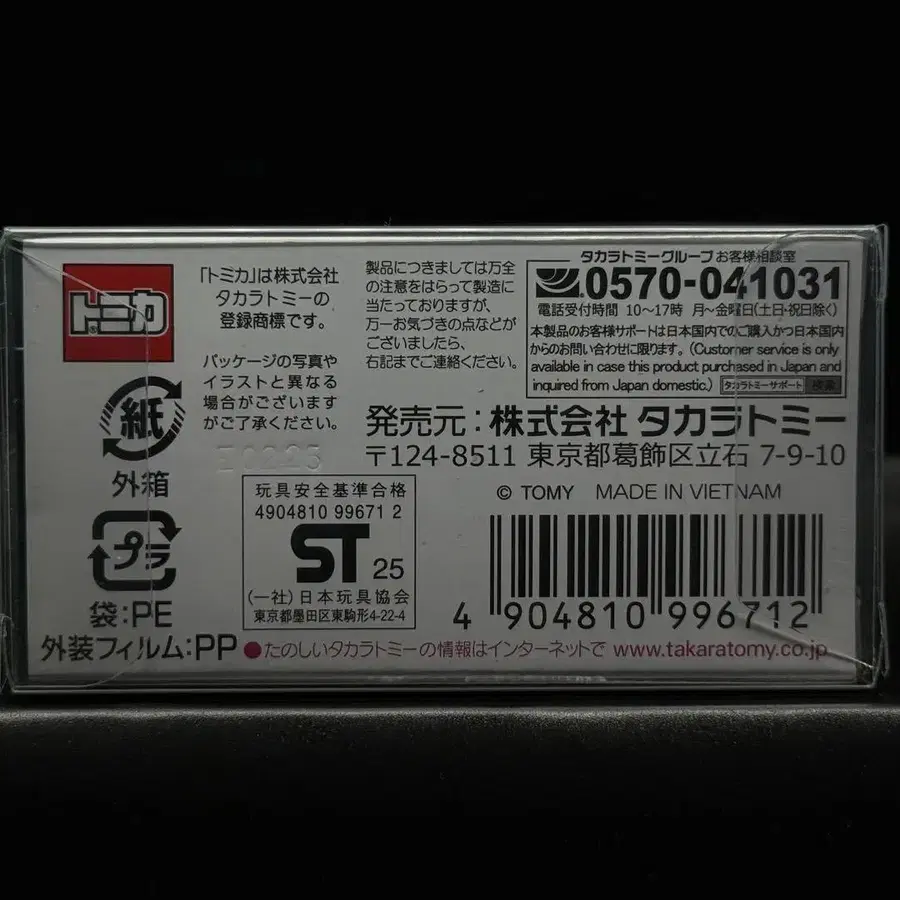 トミカ
®
「トミカ」は株式会社
タカラトミーの
登録商標です。
パッケージの写真や
イラストと異なる
場合がございます
がご了承ください。
製品につきましては万全
の注意をはらって製造に
当たっておりますが、
万一お気づきの点などが
ございましたら、
右記までご連絡ください。
タカラトミーグループ お客様相談室
0570-041031
電話受付時間 10〜17時 月〜金曜日(土日・祝日除く)
本製品のお客様サポートは日本国内でのご購入かつ日本国内
からのお問い合わせに限ります。(Customer service is only
available in case this product purchased in Japan and
inquired from Japan domestic.) タカラトミーサポート 検索
発売元：株式会社 タカラトミー
〒124-8511 東京都葛飾区立石 7-9-10
© TOMY MADE IN VIETNAM
紙
外箱
プラ
袋:PE
外装フィルム:PP
玩具安全基準合格
4904810 99671 2
ST 25
(一社)日本玩具協会
東京都墨田区東駒形4-22-4
4 904810 996712
●たのしいタカラトミーの情報はインターネットで www.takaratomy.co.jp